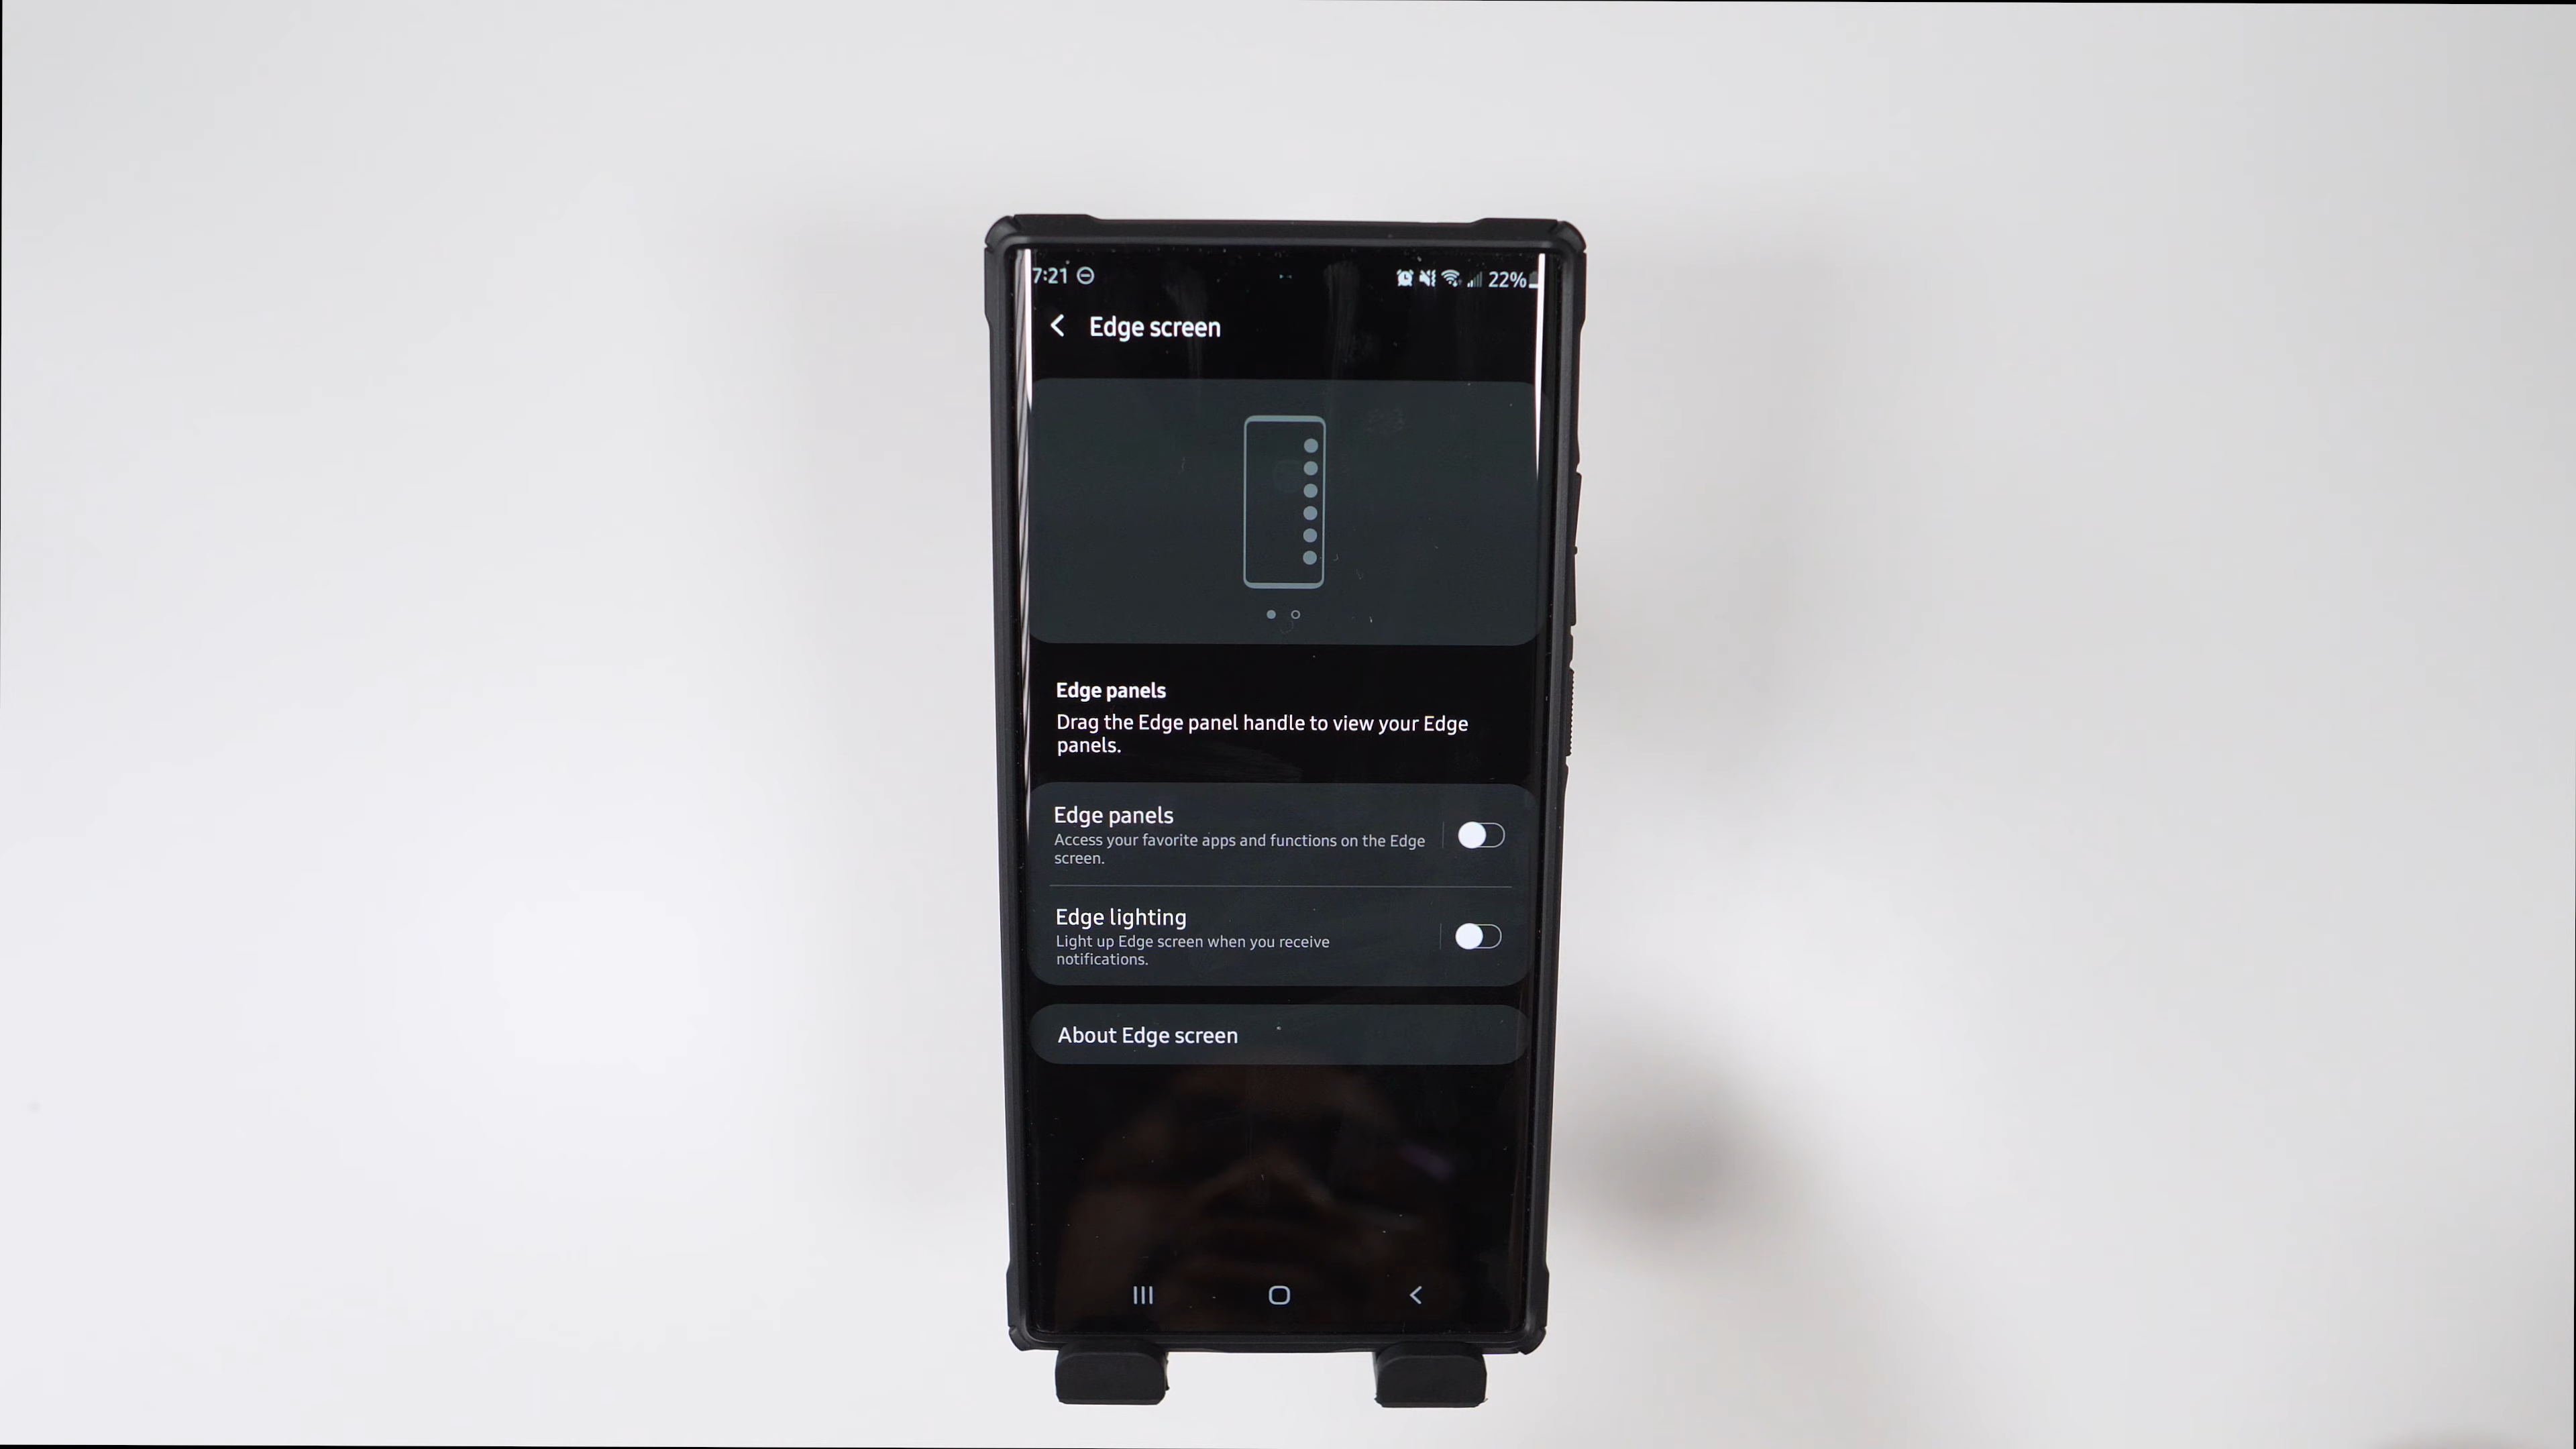 7:21 22%
Edge screen
Edge panels
Drag the Edge panel handle to view your Edge
panels.
Edge panels
Access your favorite apps and functions on the Edge
screen.
Edge lighting
Light up Edge screen when you receive
notifications.
About Edge screen